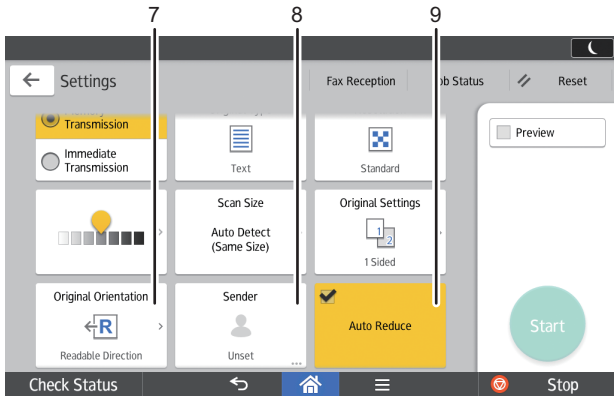 7 8 9
Settings
Fax Reception
Status
Reset
Transmission
Immediate
Transmission
Text
Standard
Preview
Scan Size
Auto Detect
(Same Size)
Original Settings
1
2
1 Sided
Original Orientation
R
Readable Direction
Sender
Unset
Auto Reduce
Start
Check Status
Stop